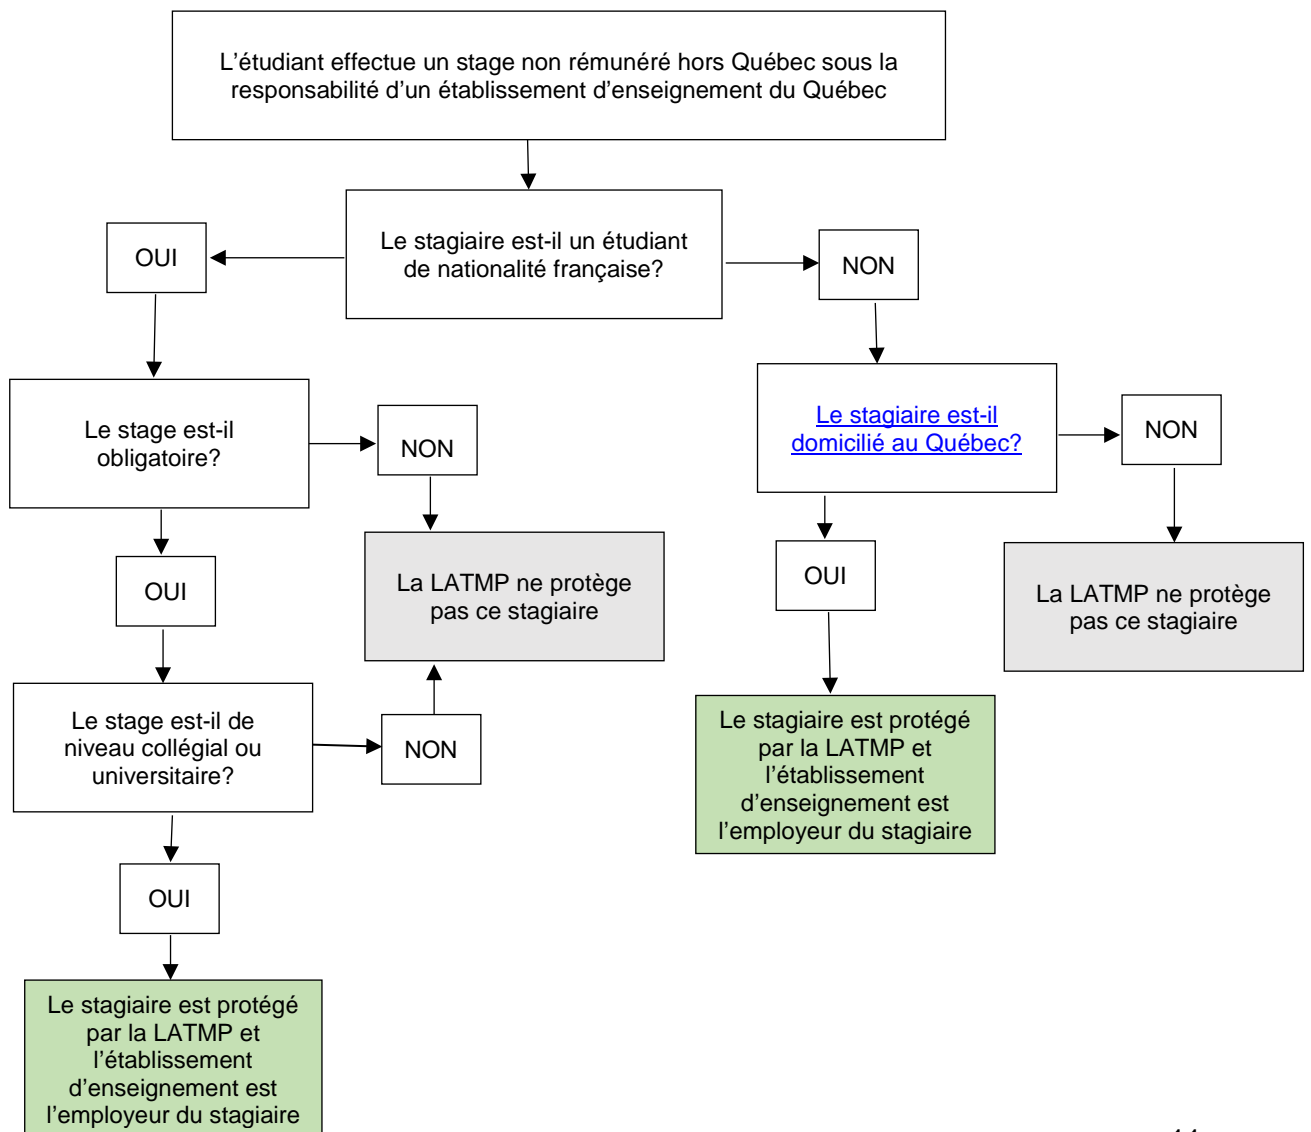 L'étudiant effectue un stage non rémunéré hors Québec sous la
responsabilité d'un établissement d'enseignement du Québec
Le stagiaire est-il un étudiant
de nationalité française?
OUI
NON
Le stage est-il
obligatoire?
NON
Le stagiaire est-il
domicilié au Québec?
NON
OUI
La LATMP ne protège
pas ce stagiaire
OUI
La LATMP ne protège
pas ce stagiaire
Le stage est-il de
niveau collégial ou
universitaire?
NON
Le stagiaire est protégé
par la LATMP et
l'établissement
d'enseignement est
l'employeur du stagiaire
OUI
Le stagiaire est protégé
par la LATMP et
l'établissement
d'enseignement est
l'employeur du stagiaire